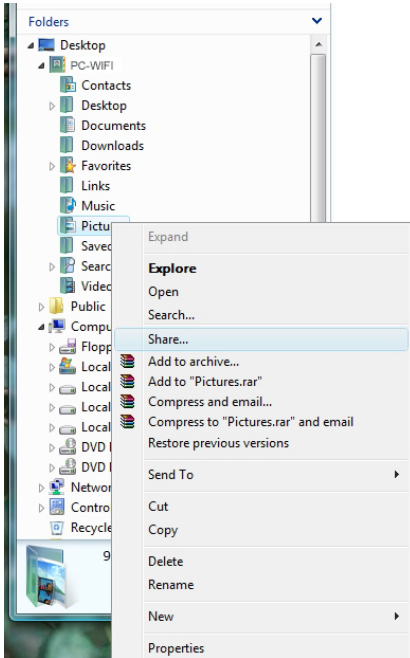 Folders
Desktop
PC-WIFI
Contacts
Desktop
Documents
Downloads
Favorites
Links
Music
Pictu
Saved
Searc
Videc
Public
Compu
Flopp
Local
Local
Local
Local
DVD
DVD
Networ
Contro
Recycle
9
Expand
Explore
Open
Search...
Share...
Add to archive...
Add to "Pictures.rar"
Compress and email...
Compress to "Pictures.rar" and email
Restore previous versions
Send To
Cut
Copy
Delete
Rename
New
Properties